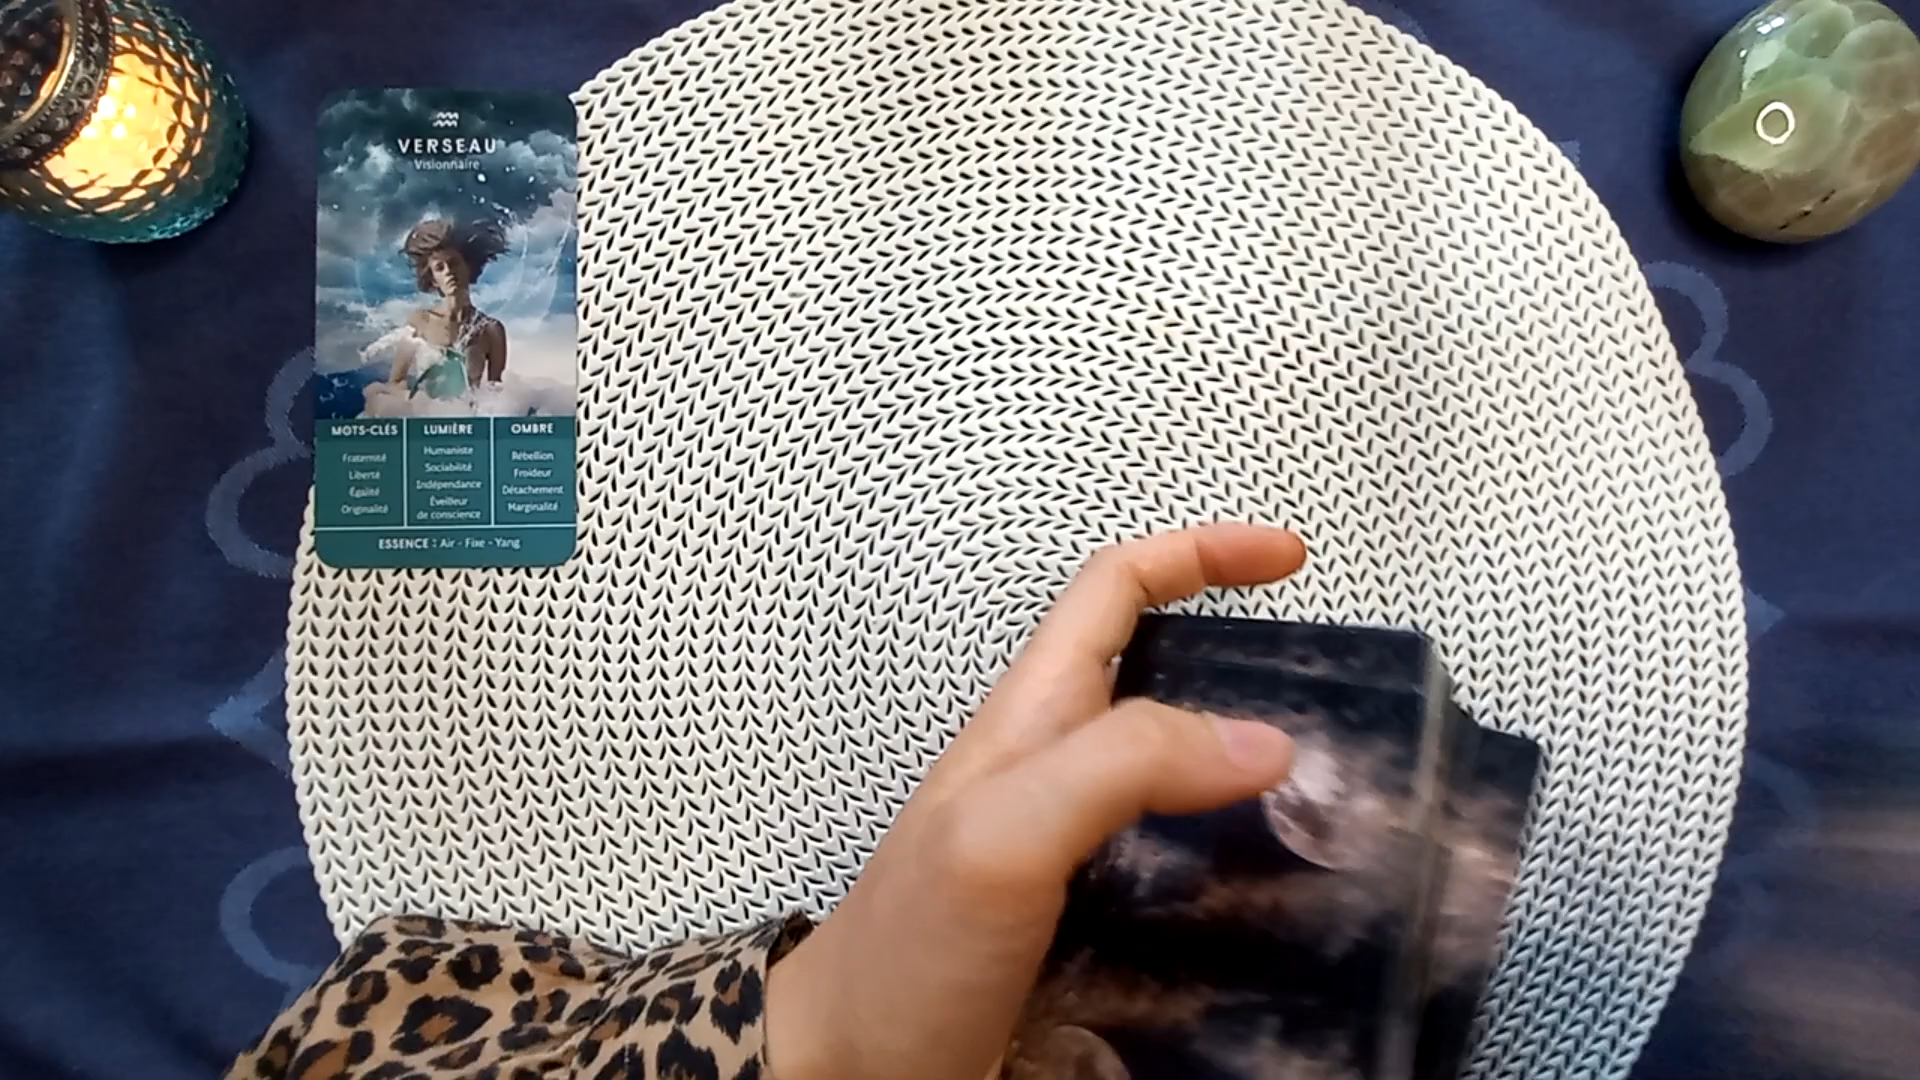 VERSEAU
Visionnaire
MOTS-CLÉS
Fraternité
Liberté
Égalité
Originalité
LUMIÈRE
Humaniste
Sociabilité
Indépendance
Éveilleur
de conscience
OMBRE
Rébellion
Froideur
Détachement
Marginalité
ESSENCE : Air - Fixe - Yang